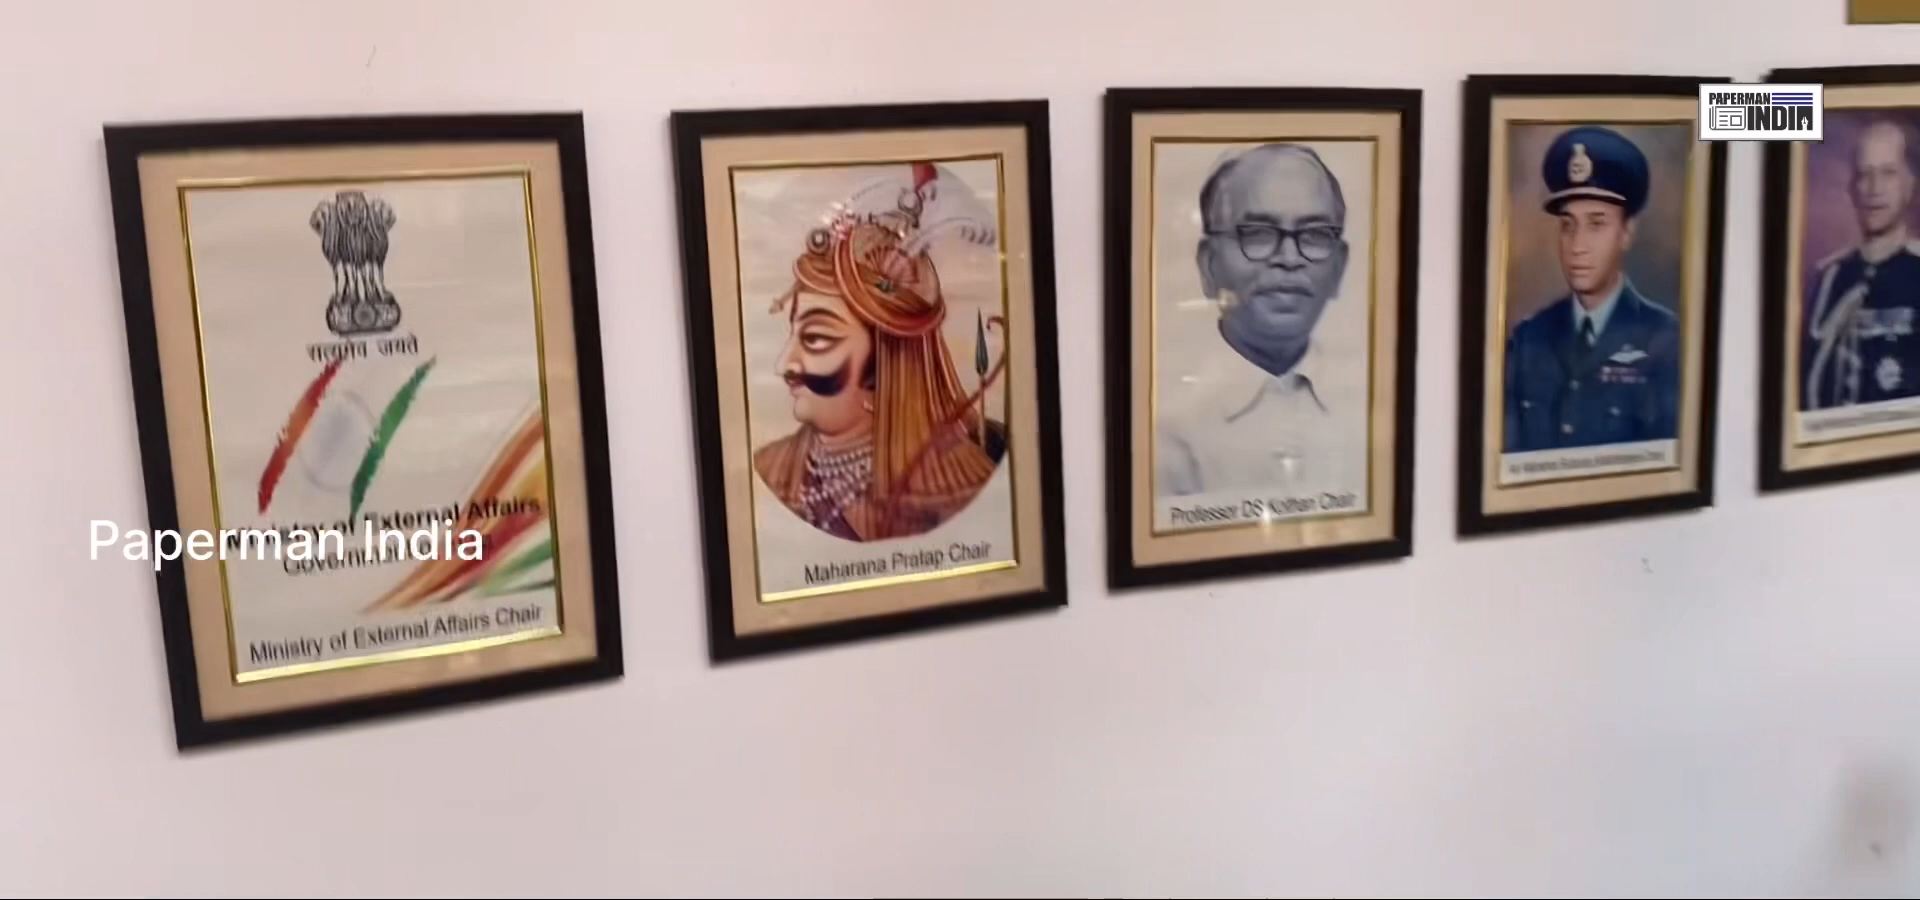 सत्यमेव जयते
Ministry of External Affairs
Ministry of External Affairs Chair
Maharana Pratap Chair
Professor DS Kothari Chair
Paperman India
PAPERMAN
INDIA